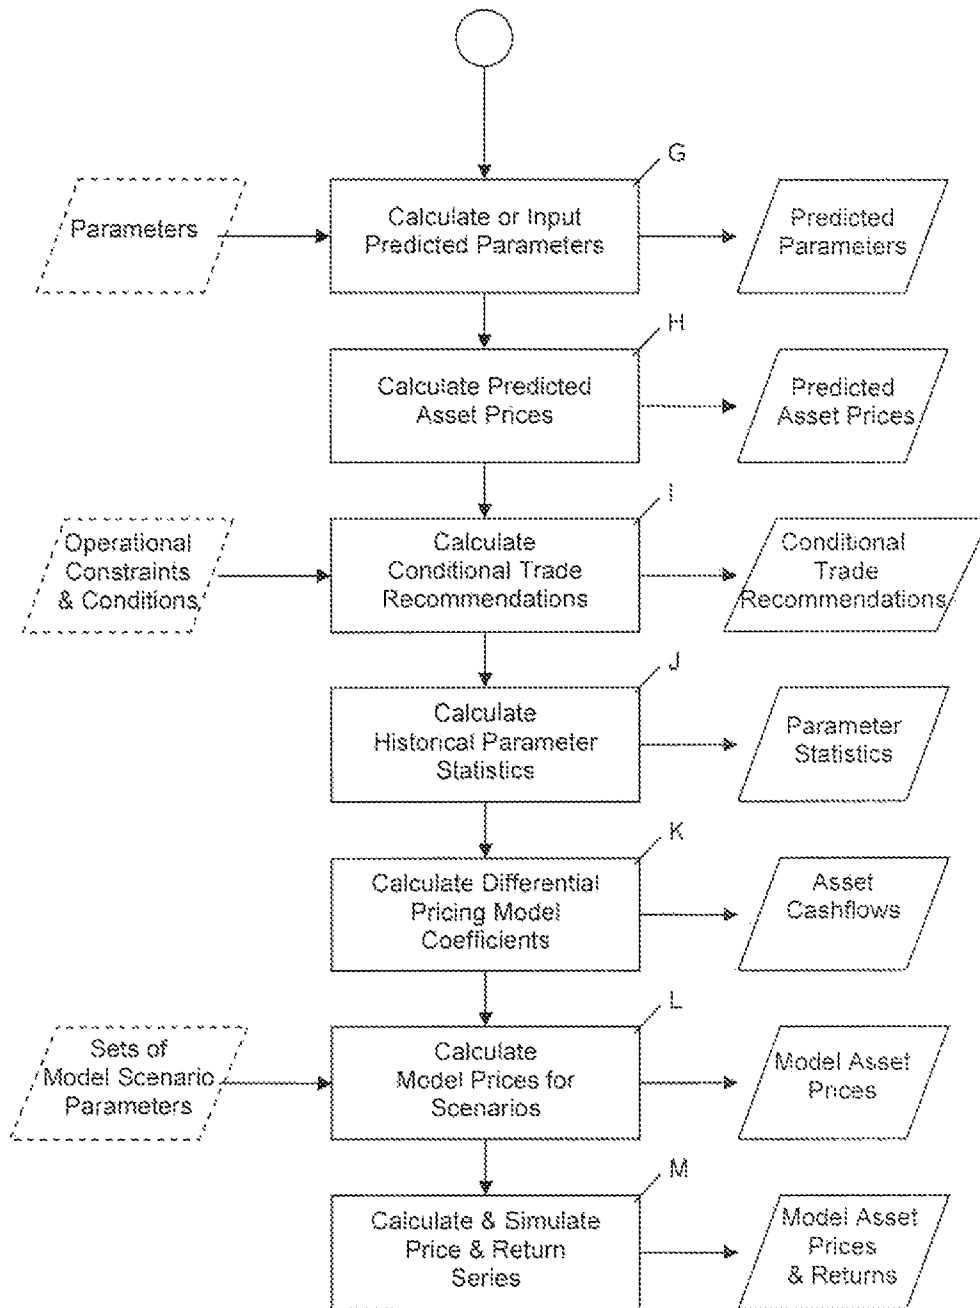 G
Parameters
Calculate or Input
Predicted Parameters
Predicted
Parameters
H
Calculate Predicted
Asset Prices
Predicted
Asset Prices
I
Operational
Constraints
& Conditions,
Calculate
Conditional Trade
Recommendations
Conditional
Trade
Recommendations
J
Calculate
Historical Parameter
Statistics
Parameter
Statistics
K
Calculate Differential
Pricing Model
Coefficients
Asset
Cashflows
L
Sets of
Model Scenario
Parameters
Calculate
Model Prices for
Scenarios
Model Asset
Prices
M
Calculate & Simulate
Price & Return
Series
Model Asset
Prices
& Returns